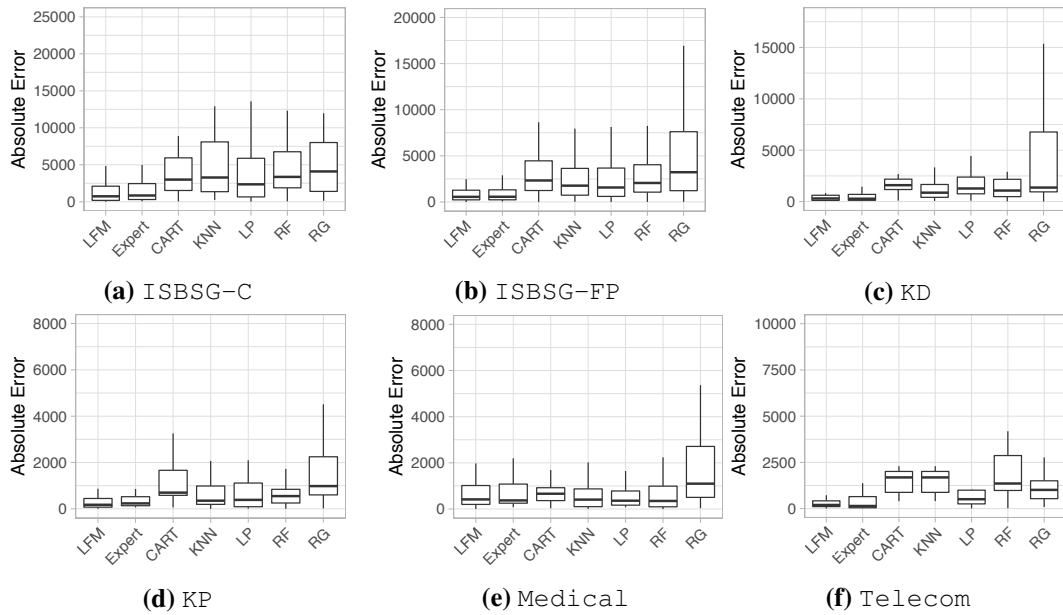 Absolute Error
25000
20000
15000
10000
5000
0
LFM Expert CART KNN LP RF RG
(a) ISBSG-C
Absolute Error
20000
15000
10000
5000
0
LFM Expert CART KNN LP RF RG
(b) ISBSG-FP
Absolute Error
15000
10000
5000
0
LFM Expert CART KNN LP RF RG
(c) KD
Absolute Error
8000
6000
4000
2000
0
LFM Expert CART KNN LP RF RG
(d) KP
Absolute Error
8000
6000
4000
2000
0
LFM Expert CART KNN LP RF RG
(e) Medical
Absolute Error
10000
7500
5000
2500
0
LFM Expert CART KNN LP RF RG
(f) Telecom